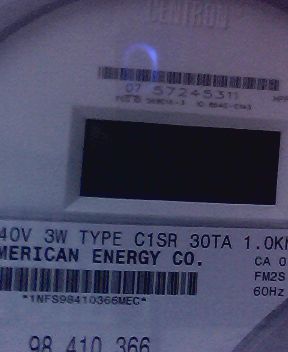 CENTRON
07 57245311
40V 3W TYPE C1SR 30TA 1.0K
MERICAN ENERGY CO.
CA 0
FM2S
60Hz
*1NFS98410366MEC*
98 410 366